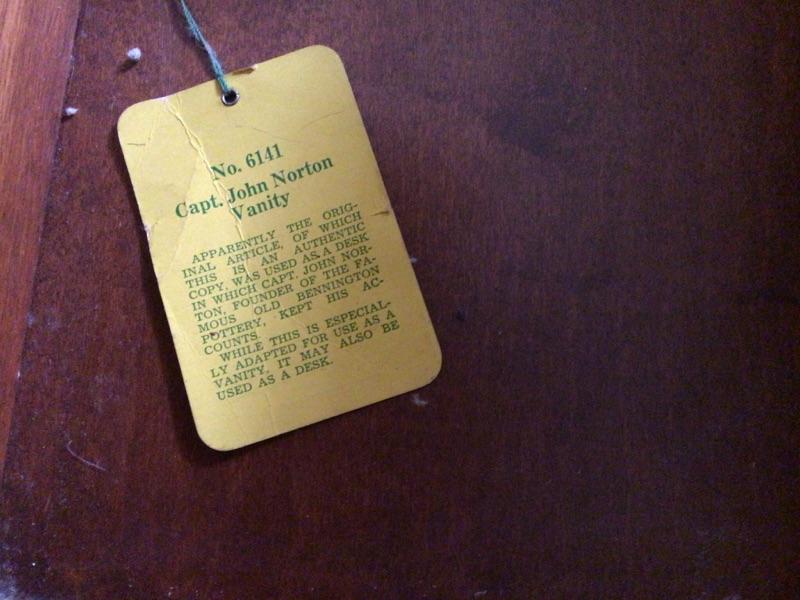 No. 6141
Capt. John Norton
Vanity
APPARENTLY THE ORIG-
INAL ARTICLE, OF WHICH
THIS IS AN AUTHENTIC
COPY, WAS USED AS A DESK
IN WHICH CAPT. JOHN NOR-
TON, FOUNDER OF THE FA-
MOUS OLD BENNINGTON
POTTERY, KEPT HIS AC-
COUNTS.
WHILE THIS IS ESPECIAL-
LY ADAPTED FOR USE AS A
VANITY, IT MAY ALSO BE
USED AS A DESK.